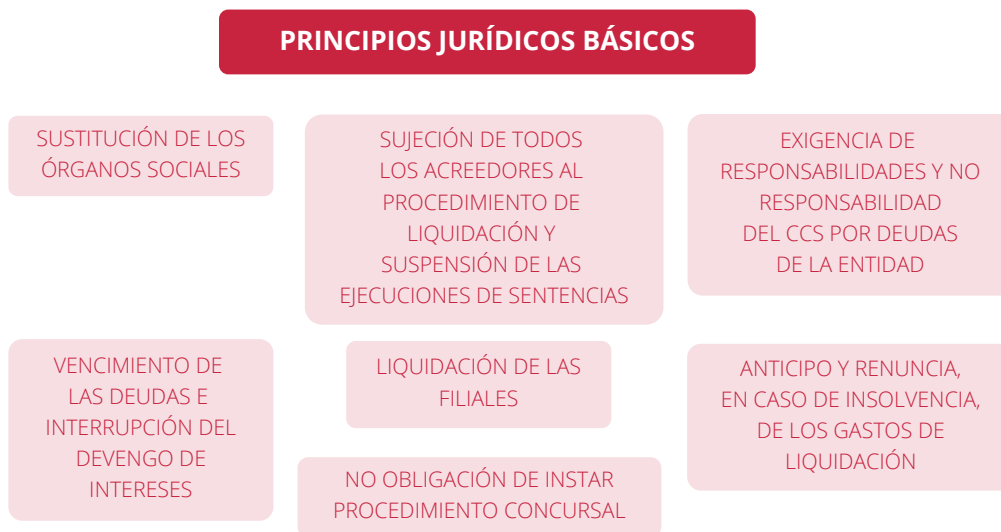 PRINCIPIOS JURÍDICOS BÁSICOS
SUSTITUCIÓN DE LOS
ÓRGANOS SOCIALES
SUJECIÓN DE TODOS
LOS ACREEDORES AL
PROCEDIMIENTO DE
LIQUIDACIÓN Y
SUSPENSIÓN DE LAS
EJECUCIONES DE SENTENCIAS
EXIGENCIA DE
RESPONSABILIDADES Y NO
RESPONSABILIDAD
DEL CCS POR DEUDAS
DE LA ENTIDAD
VENCIMIENTO DE
LAS DEUDAS E
INTERRUPCIÓN DEL
DEVENGO DE
INTERESES
LIQUIDACIÓN DE LAS
FILIALES
NO OBLIGACIÓN DE INSTAR
PROCEDIMIENTO CONCURSAL
ANTICIPO Y RENUNCIA,
EN CASO DE INSOLVENCIA,
DE LOS GASTOS DE
LIQUIDACIÓN